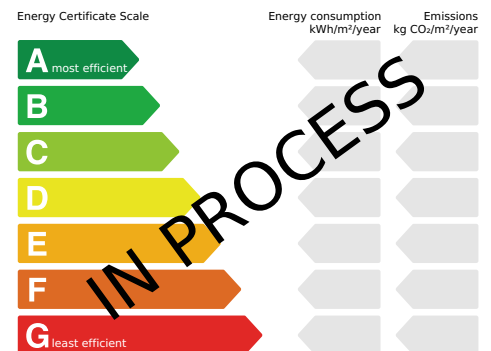 Energy Certificate Scale
Energy consumption
kWh/m²/year
Emissions
kg CO₂/m²/year
A most efficient
B
C
D
E
F
G least efficient
IN PROCESS